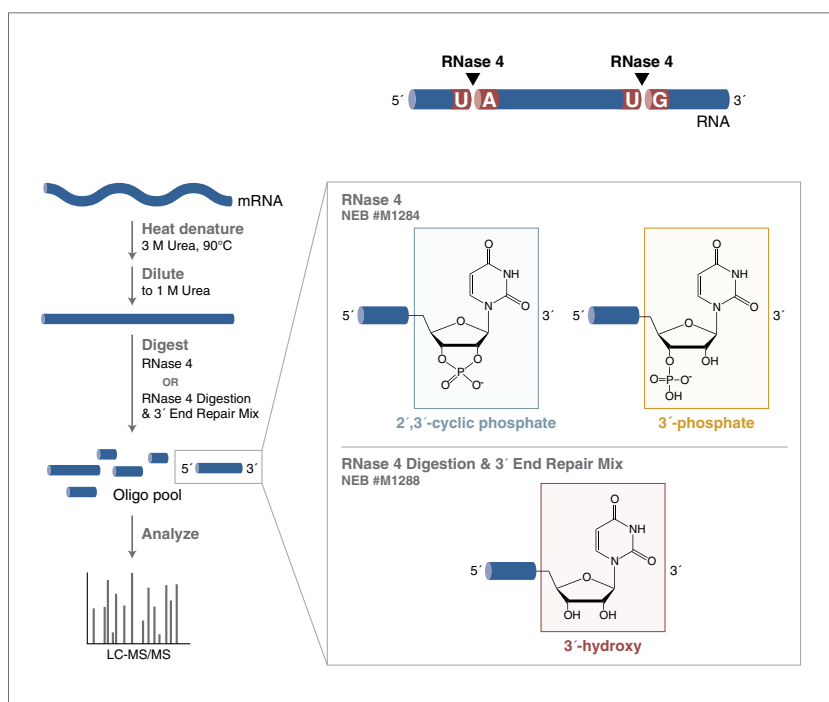 RNase 4 RNase 4
5´ U A U G 3´
RNA
mRNA
Heat denature
3 M Urea, 90°C
Dilute
to 1 M Urea
Digest
RNase 4
OR
RNase 4 Digestion
& 3´ End Repair Mix
5´ 3´
Oligo pool
Analyze
LC-MS/MS
RNase 4
NEB #M1284
O
NH
N
O
5´ 3´
O
O O
P
O O-
2´,3´-cyclic phosphate
O
NH
N
O
5´ 3´
O
O OH
O=P-O-
OH
3´-phosphate
RNase 4 Digestion & 3´ End Repair Mix
NEB #M1288
O
NH
N
O
5´ 3´
O
OH OH
3´-hydroxy